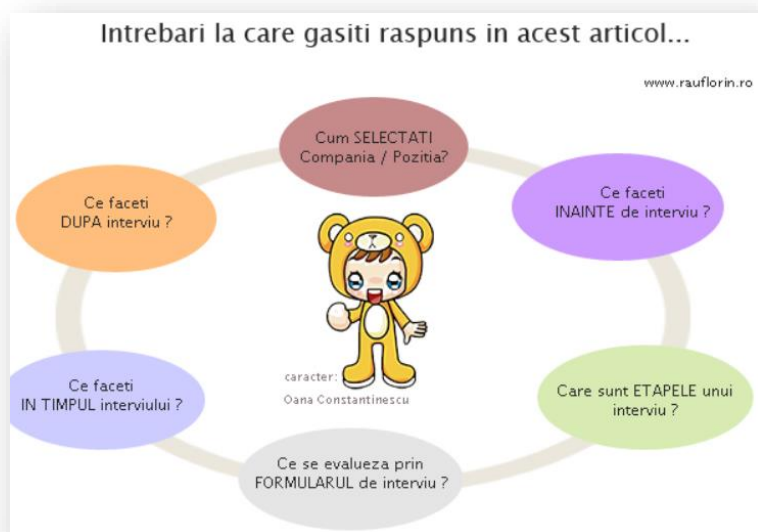 Intrebari la care gasiti raspuns in acest articol...
www.rauflorin.ro
Cum SELECTATI
Compania / Pozitia?
Ce faceti
INAINTE de interviu ?
Care sunt ETAPELE unui
interviu ?
Ce se evalueza prin
FORMULARUL de interviu ?
Ce faceti
IN TIMPUL interviului ?
Ce faceti
DUPA interviu ?
caracter:
Oana Constantinescu